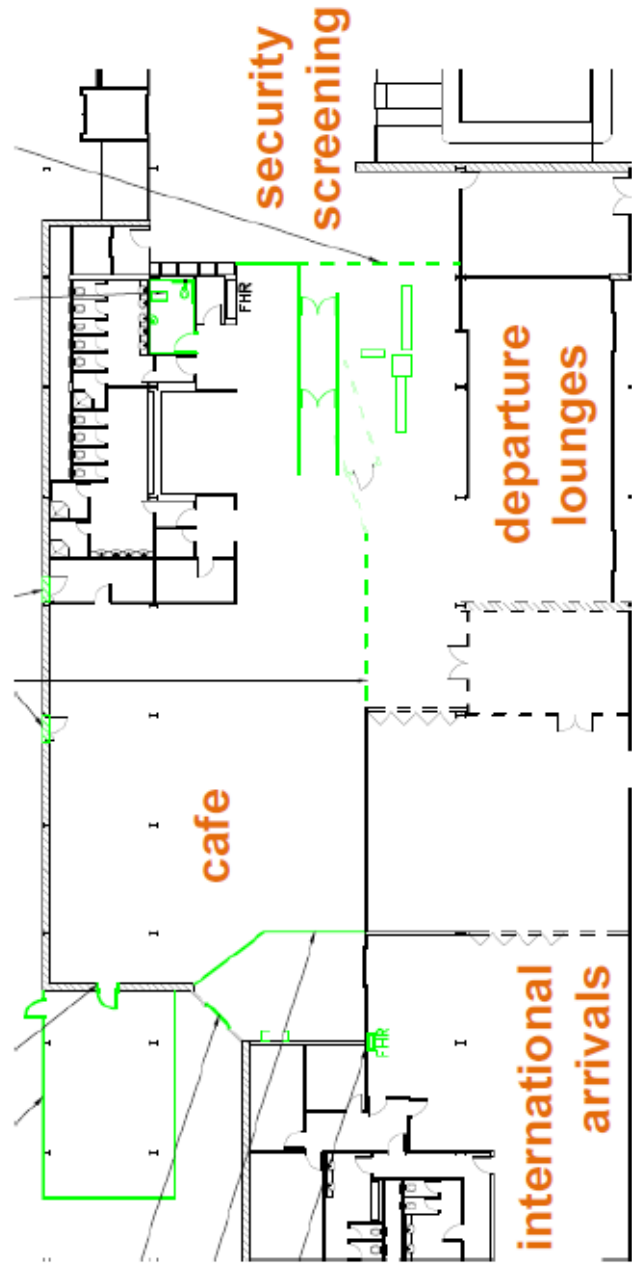 security
screening
FHR
departure
lounges
cafe
FHR
international
arrivals